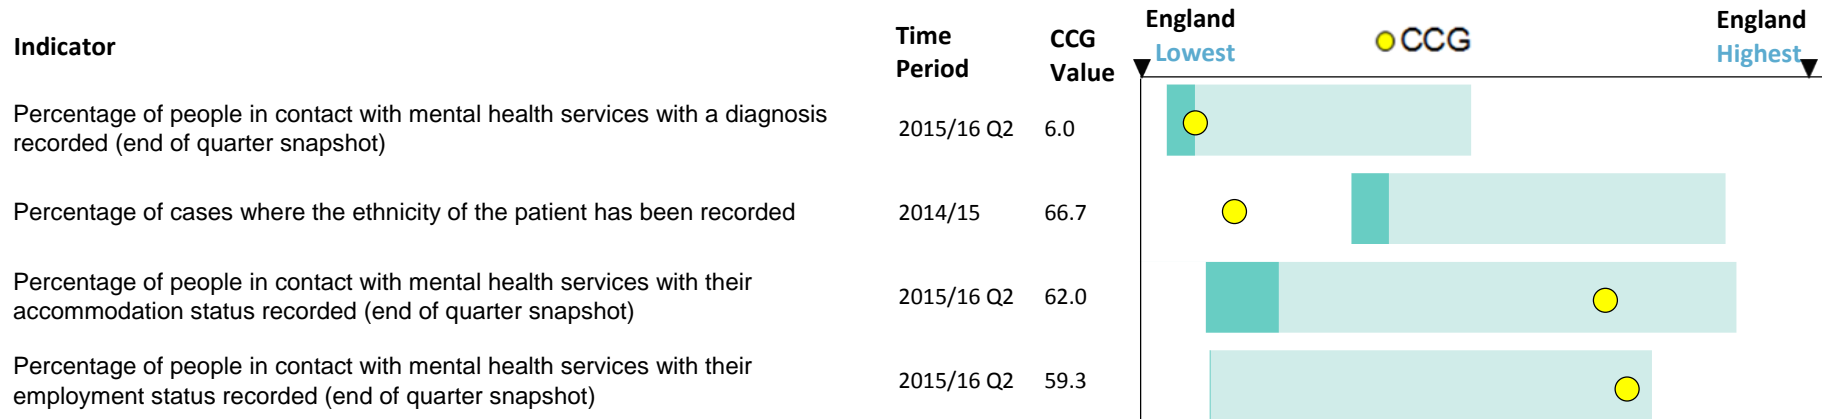 Indicator
Time
Period
CCG
Value
England
Lowest
CCG
England
Highest
Percentage of people in contact with mental health services with a diagnosis
recorded (end of quarter snapshot)
2015/16 Q2
6.0
Percentage of cases where the ethnicity of the patient has been recorded
2014/15
66.7
Percentage of people in contact with mental health services with their
accommodation status recorded (end of quarter snapshot)
2015/16 Q2
62.0
Percentage of people in contact with mental health services with their
employment status recorded (end of quarter snapshot)
2015/16 Q2
59.3